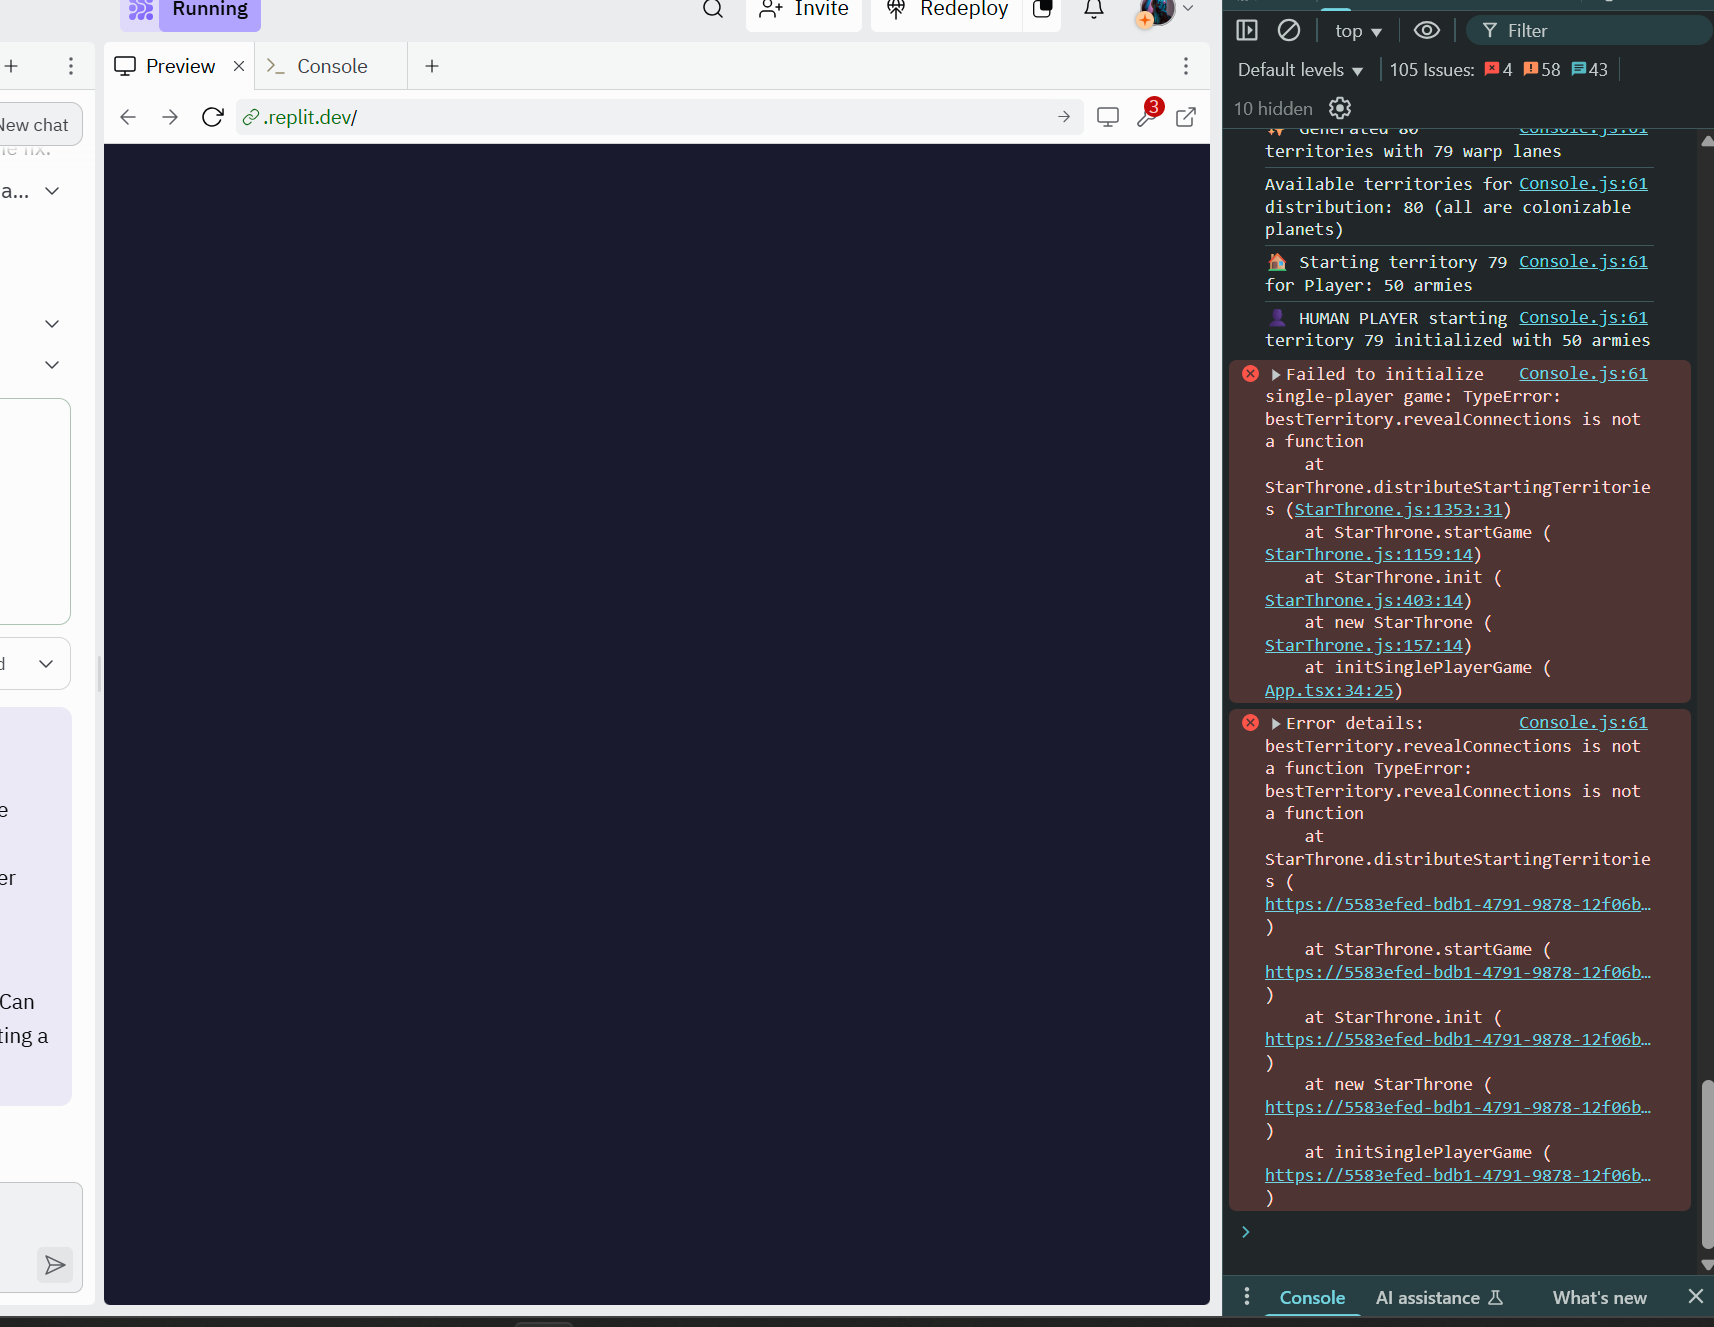 Running
Invite
Redeploy
Preview
Console
.replit.dev/
3
New chat
a...
d
e
er
Can
ting a
top
Filter
Default levels
105 Issues: 4 58 43
10 hidden
Generated 80 Console.js:61
territories with 79 warp lanes
Available territories for Console.js:61
distribution: 80 (all are colonizable
planets)
🏠 Starting territory 79 Console.js:61
for Player: 50 armies
👤 HUMAN PLAYER starting Console.js:61
territory 79 initialized with 50 armies
Failed to initialize Console.js:61
single-player game: TypeError:
bestTerritory.revealConnections is not
a function
at
StarThrone.distributeStartingTerritorie
s (StarThrone.js:1353:31)
at StarThrone.startGame (
StarThrone.js:1159:14)
at StarThrone.init (
StarThrone.js:403:14)
at new StarThrone (
StarThrone.js:157:14)
at initSinglePlayerGame (
App.tsx:34:25)
Error details: Console.js:61
bestTerritory.revealConnections is not
a function TypeError:
bestTerritory.revealConnections is not
a function
at
StarThrone.distributeStartingTerritorie
s (
https://5583efed-bdb1-4791-9878-12f06b…
)
at StarThrone.startGame (
https://5583efed-bdb1-4791-9878-12f06b…
)
at StarThrone.init (
https://5583efed-bdb1-4791-9878-12f06b…
)
at new StarThrone (
https://5583efed-bdb1-4791-9878-12f06b…
)
at initSinglePlayerGame (
https://5583efed-bdb1-4791-9878-12f06b…
)
Console
AI assistance
What's new